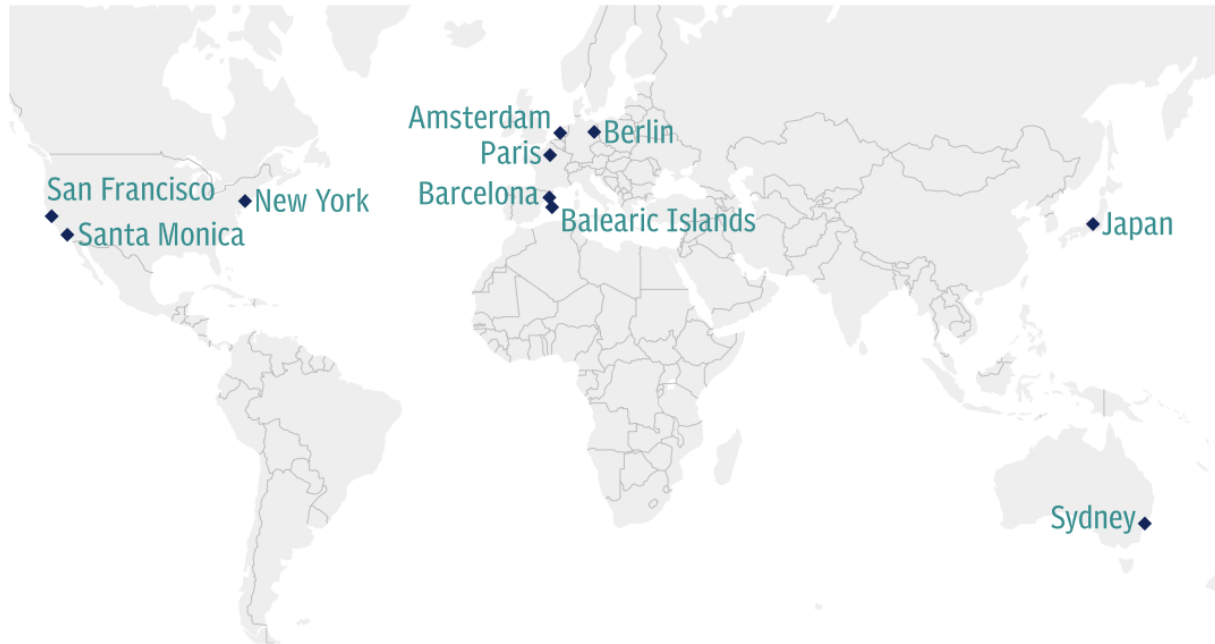 Amsterdam
Berlin
Paris
San Francisco
New York
Barcelona
Balearic Islands
Santa Monica
Japan
Sydney